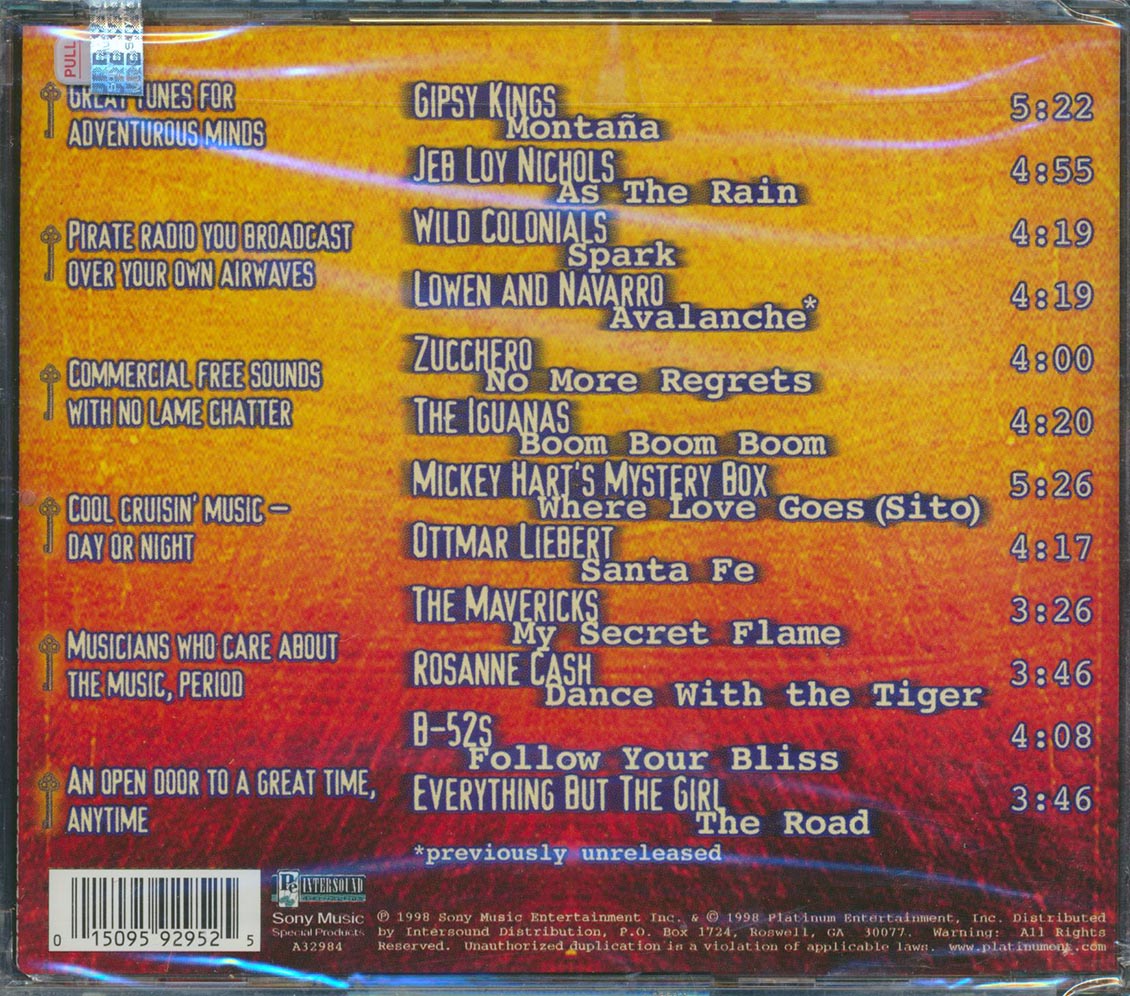 PULL
GREAT TUNES FOR
ADVENTUROUS MINDS
PIRATE RADIO YOU BROADCAST
OVER YOUR OWN AIRWAVES
COMMERCIAL FREE SOUNDS
WITH NO LAME CHATTER
COOL CRUISIN' MUSIC –
DAY OR NIGHT
MUSICIANS WHO CARE ABOUT
THE MUSIC, PERIOD
AN OPEN DOOR TO A GREAT TIME,
ANYTIME
GIPSY KINGS 5:22
Montaña
JEB LOY NICHOLS 4:55
As The Rain
WILD COLONIALS 4:19
Spark
LOWEN AND NAVARRO 4:19
Avalanche*
ZUCCHERO 4:00
No More Regrets
THE IGUANAS 4:20
Boom Boom Boom
MICKEY HART'S MYSTERY BOX 5:26
Where Love Goes (Sito)
OTTMAR LIEBERT 4:17
Santa Fe
THE MAVERICKS 3:26
My Secret Flame
ROSANNE CASH 3:46
Dance With the Tiger
B-52S 4:08
Follow Your Bliss
EVERYTHING BUT THE GIRL 3:46
The Road
*previously unreleased
0 15095 92952 5
INTERSOUND
Sony Music
Special Products
A32984
℗ 1998 Sony Music Entertainment Inc. & © 1998 Platinum Entertainment, Inc. Distributed
by Intersound Distribution, P.O. Box 1724, Roswell, GA 30077. Warning: All Rights
Reserved. Unauthorized duplication is a violation of applicable laws. www.platinument.com